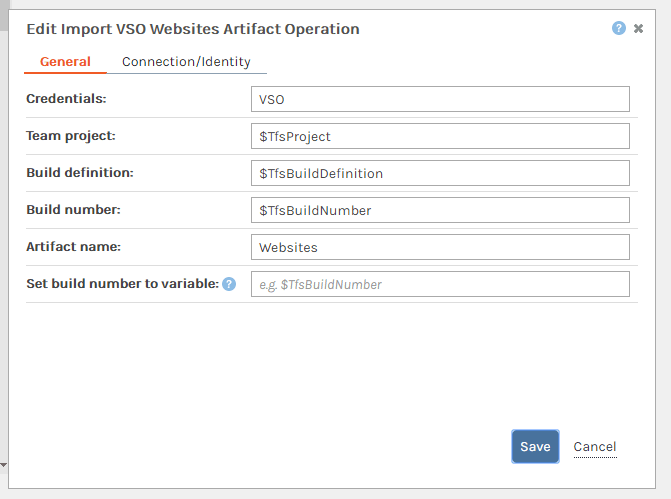 Edit Import VSO Websites Artifact Operation ? ×
General Connection/Identity
Credentials: VSO
Team project: $TfsProject
Build definition: $TfsBuildDefinition
Build number: $TfsBuildNumber
Artifact name: Websites
Set build number to variable: ? e.g. $TfsBuildNumber
Save Cancel